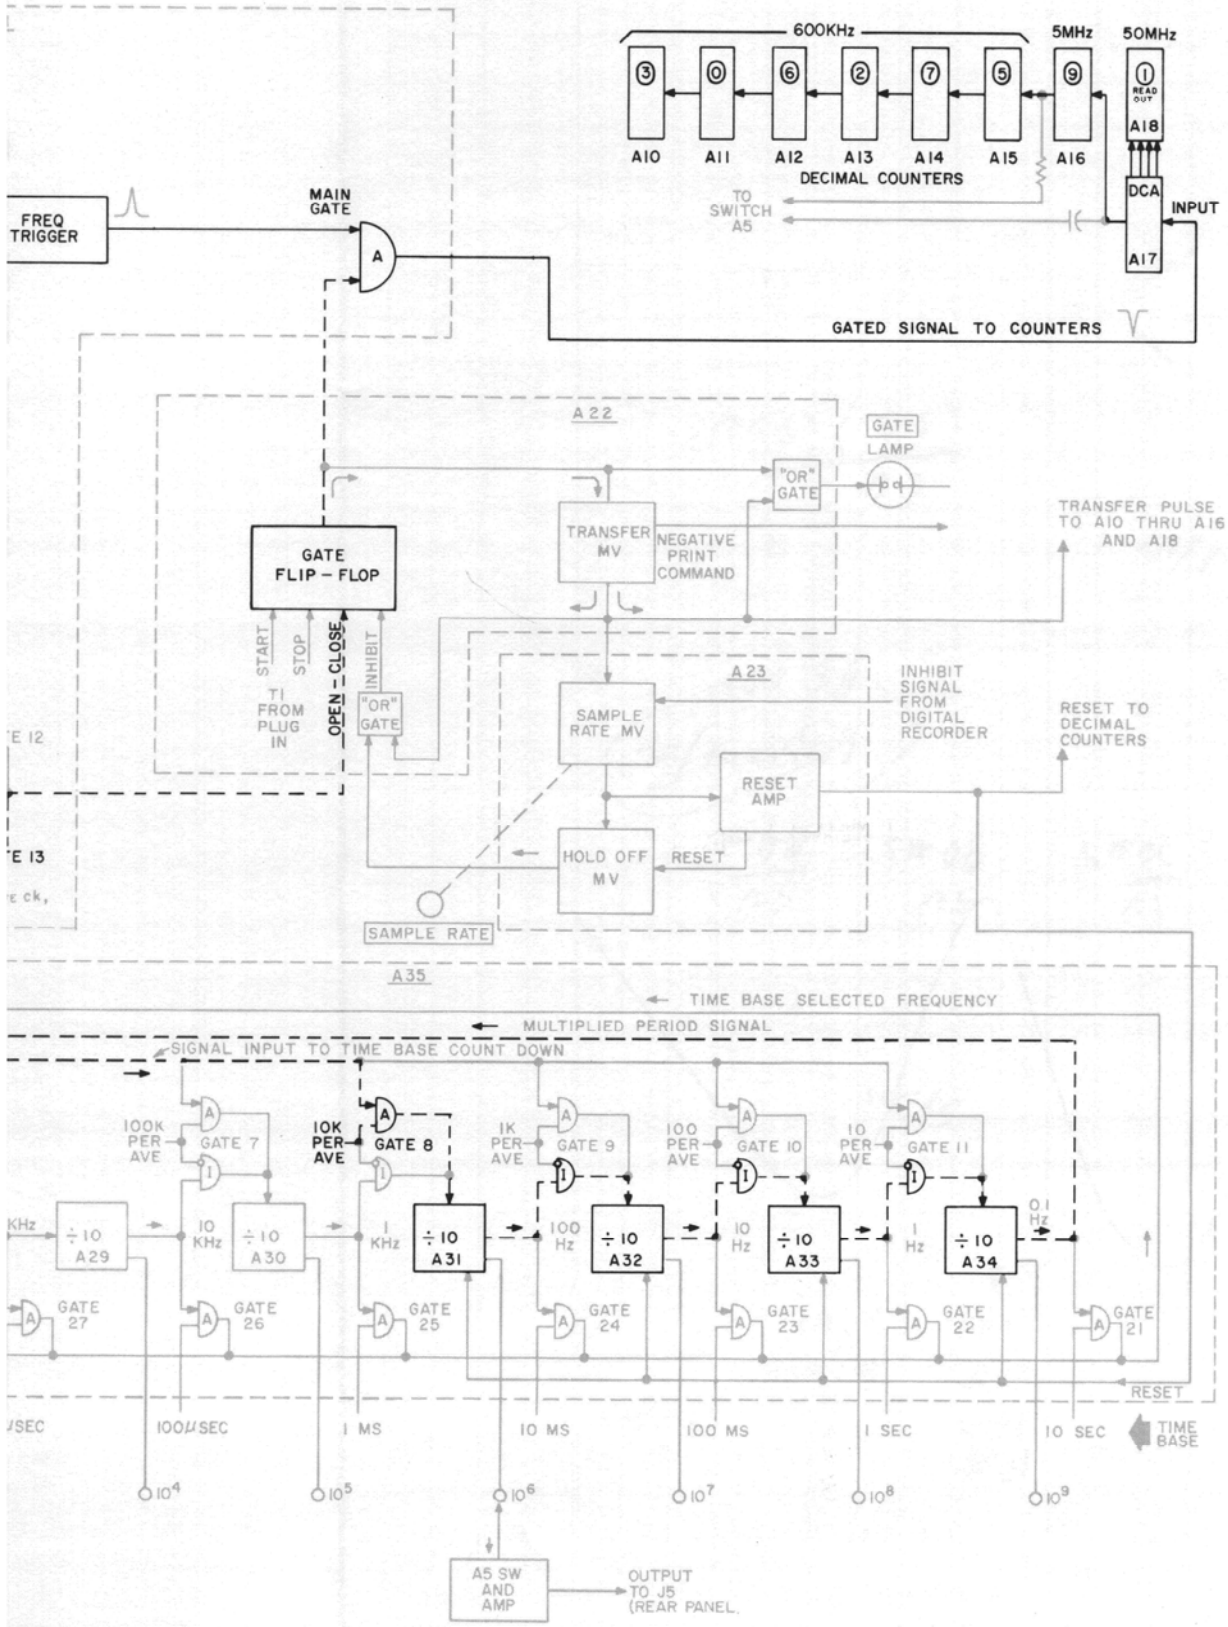 600KHz
5MHz
50MHz
3
0
6
2
7
5
9
1
READ
OUT
A18
A10
A11
A12
A13
A14
A15
A16
DECIMAL COUNTERS
DCA
A17
INPUT
TO
SWITCH
A5
FREQ
TRIGGER
MAIN
GATE
A
GATED SIGNAL TO COUNTERS
A22
GATE
LAMP
"OR"
GATE
TRANSFER
MV
NEGATIVE
PRINT
COMMAND
TRANSFER PULSE
TO A10 THRU A16
AND A18
GATE
FLIP-FLOP
START
STOP
OPEN-CLOSE
INHIBIT
TI
FROM
PLUG
IN
"OR"
GATE
A23
SAMPLE
RATE MV
INHIBIT
SIGNAL
FROM
DIGITAL
RECORDER
RESET TO
DECIMAL
COUNTERS
RESET
AMP
HOLD OFF
MV
RESET
SAMPLE RATE
TE 12
TE 13
E CK,
A35
TIME BASE SELECTED FREQUENCY
MULTIPLIED PERIOD SIGNAL
SIGNAL INPUT TO TIME BASE COUNT DOWN
100K
PER
AVE
A
GATE 7
I
10K
PER
AVE
A
GATE 8
I
1K
PER
AVE
A
GATE 9
I
100
PER
AVE
A
GATE 10
I
10
PER
AVE
A
GATE 11
I
KHz
÷10
A29
10
KHz
÷10
A30
1
KHz
÷10
A31
100
Hz
÷10
A32
10
Hz
÷10
A33
1
Hz
÷10
A34
0.1
Hz
A
GATE
27
A
GATE
26
A
GATE
25
A
GATE
24
A
GATE
23
A
GATE
22
A
GATE
21
RESET
µSEC
100µSEC
1 MS
10 MS
100 MS
1 SEC
10 SEC
TIME
BASE
10⁴
10⁵
10⁶
10⁷
10⁸
10⁹
A5 SW
AND
AMP
OUTPUT
TO J5
(REAR PANEL.